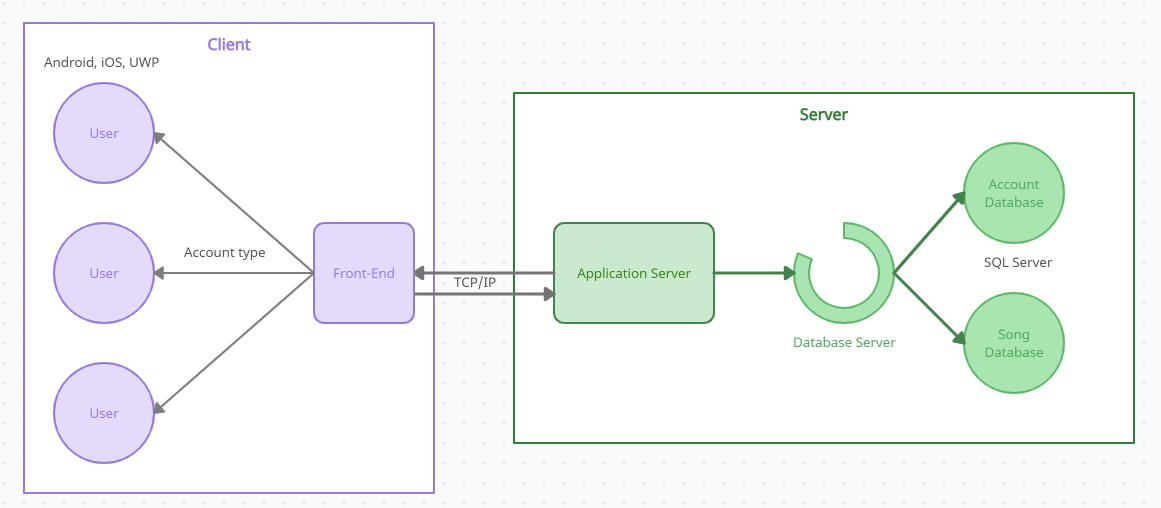 Client
Android, iOS, UWP
User
Account type
User
Front-End
User
TCP/IP
Server
Application Server
Database Server
Account
Database
SQL Server
Song
Database